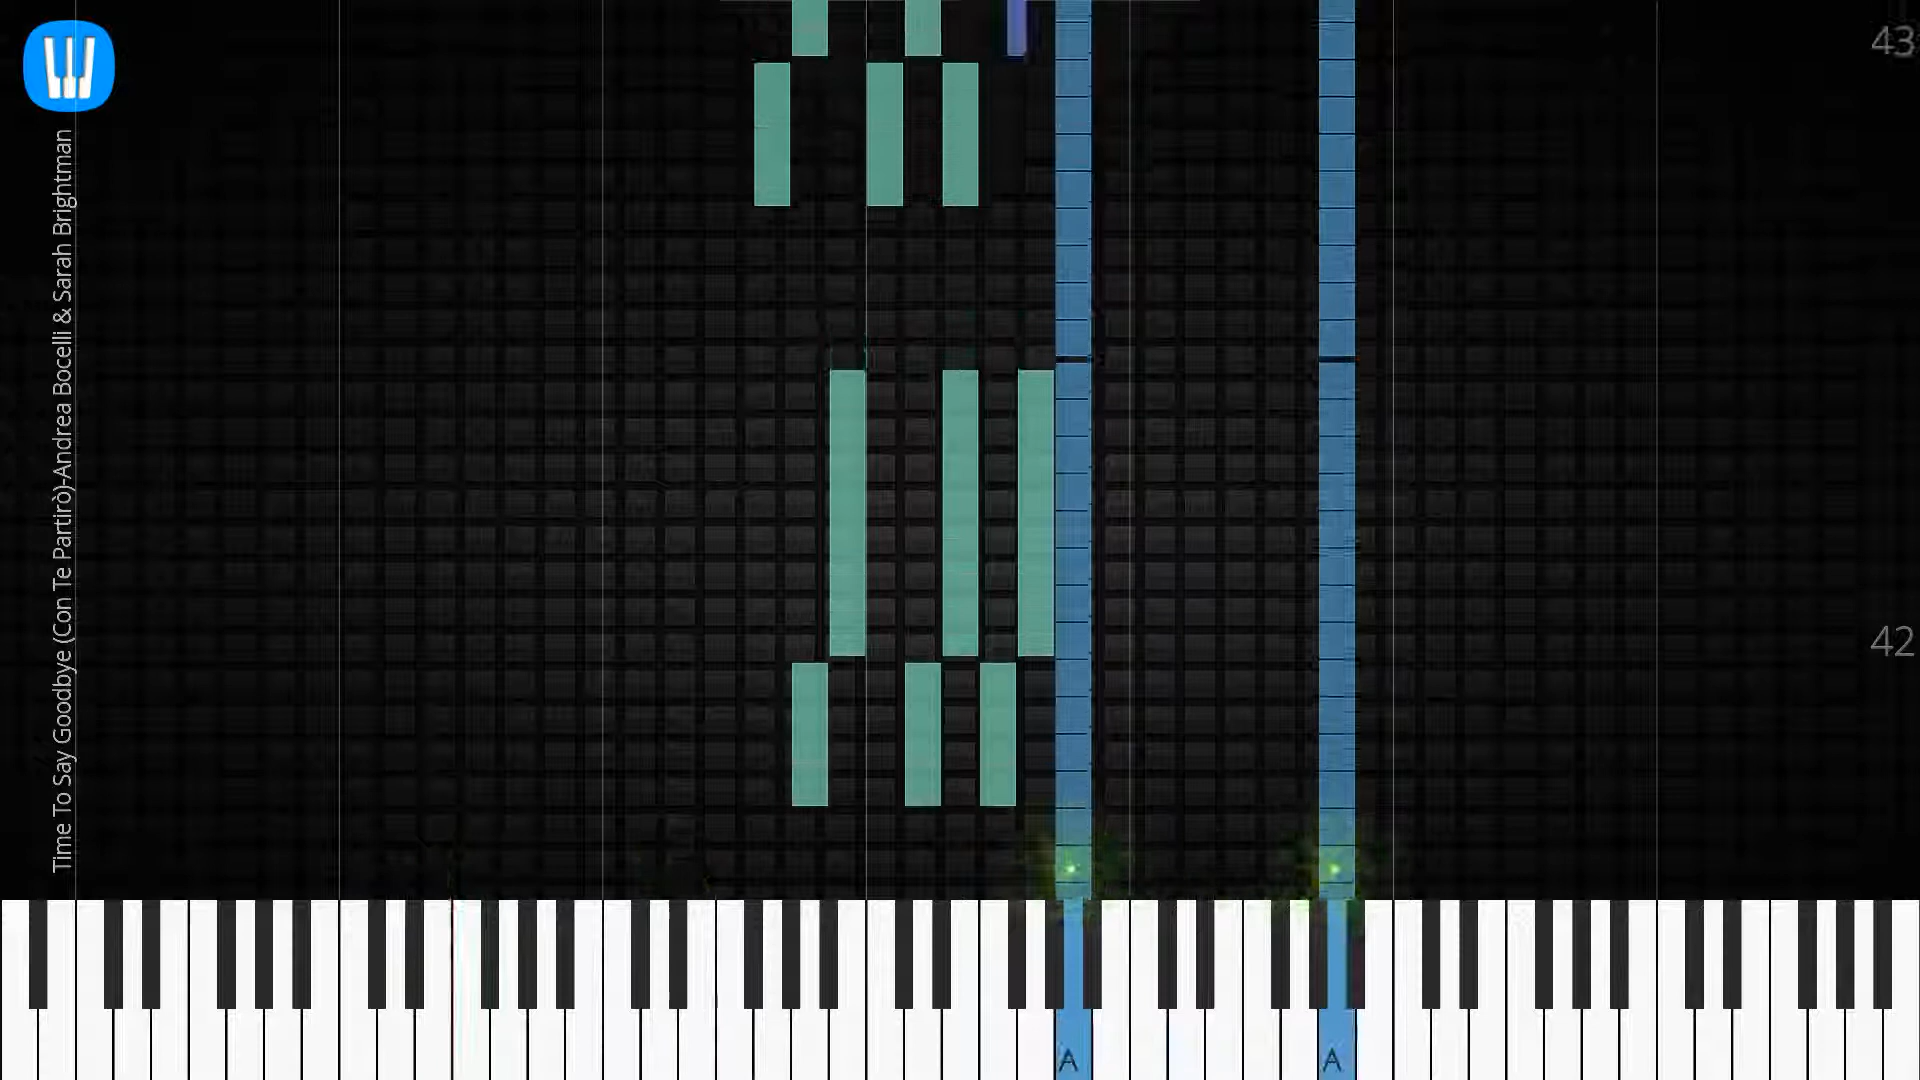 43
Time To Say Goodbye (Con Te Partirò)-Andrea Bocelli & Sarah Brightman
42
A
A